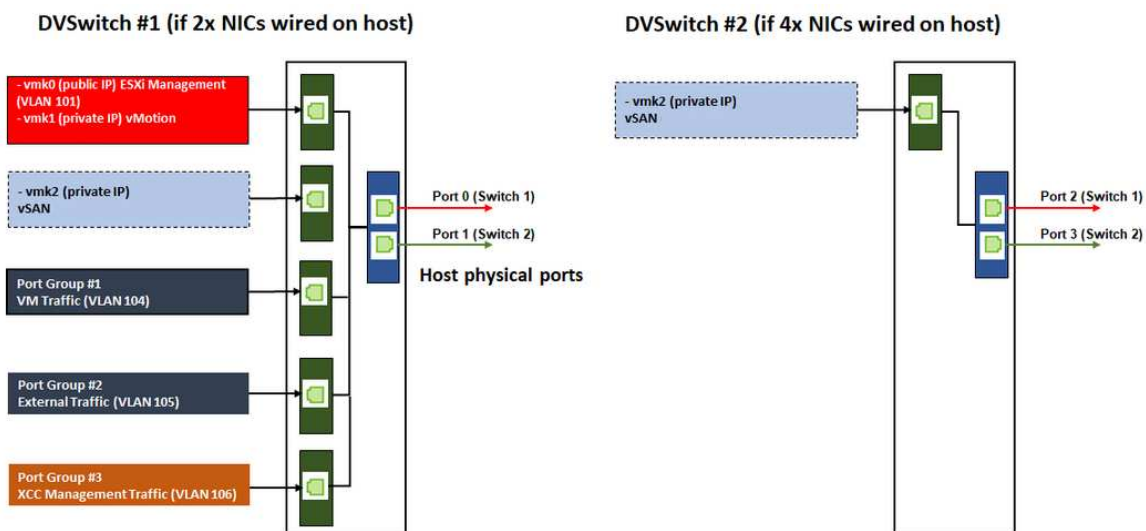 DVSwitch #1 (if 2x NICs wired on host)
- vmk0 (public IP) ESXi Management
(VLAN 101)
- vmk1 (private IP) vMotion
- vmk2 (private IP)
vSAN
Port Group #1
VM Traffic (VLAN 104)
Port Group #2
External Traffic (VLAN 105)
Port Group #3
XCC Management Traffic (VLAN 106)
Port 0 (Switch 1)
Port 1 (Switch 2)
Host physical ports
DVSwitch #2 (if 4x NICs wired on host)
- vmk2 (private IP)
vSAN
Port 2 (Switch 1)
Port 3 (Switch 2)